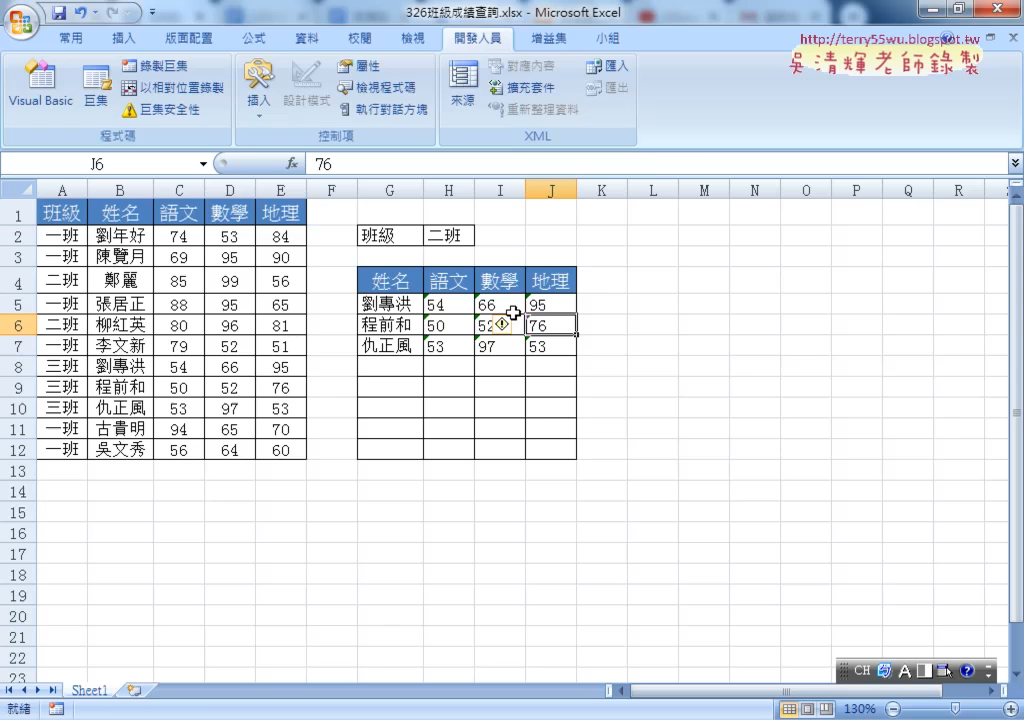 326班級成績查詢.xlsx - Microsoft Excel
常用 插入 版面配置 公式 資料 校閱 檢視 開發人員 增益集 小組
http://terry55wu.blogspot.tw
吳清輝老師錄製
Visual Basic 巨集 錄製巨集 以相對位置錄製 巨集安全性
插入 設計模式 屬性 檢視程式碼 執行對話方塊
來源 對應內容 擴充套件 重新整理資料 匯入 匯出
程式碼 控制項 XML
J6 fx 76
A B C D E F G H I J K L M N O P Q R
1 班級 姓名 語文 數學 地理
2 一班 劉年好 74 53 84 班級 二班
3 一班 陳覽月 69 95 90
4 二班 鄭麗 85 99 56 姓名 語文 數學 地理
5 一班 張居正 88 95 65 劉專洪 54 66 95
6 二班 柳紅英 80 96 81 程前和 50 52 76
7 一班 李文新 79 52 51 仇正風 53 97 53
8 三班 劉專洪 54 66 95
9 三班 程前和 50 52 76
10 三班 仇正風 53 97 53
11 一班 古貴明 94 65 70
12 一班 吳文秀 56 64 60
13
14
15
16
17
18
19
20
21
22
23
CH A
Sheet1
就緒 130%